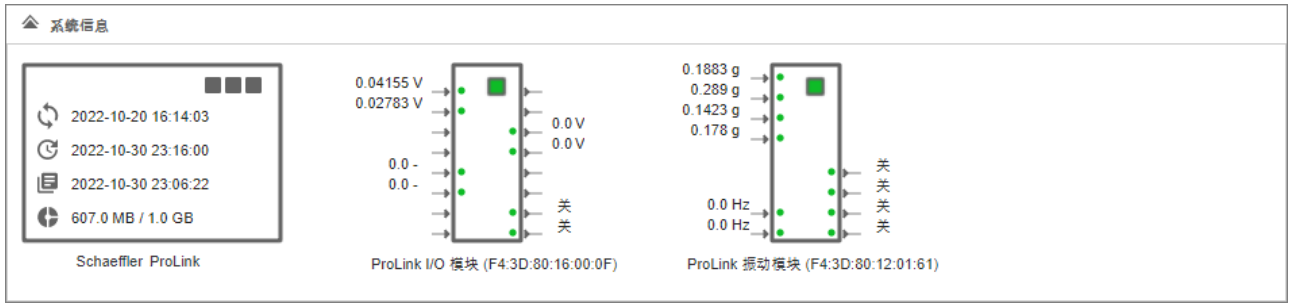 系统信息
2022-10-20 16:14:03
2022-10-30 23:16:00
2022-10-30 23:06:22
607.0 MB / 1.0 GB
Schaeffler ProLink
0.04155 V
0.02783 V
0.0 V
0.0 V
0.0 -
0.0 -
关
关
ProLink I/O 模块 (F4:3D:80:16:00:0F)
0.1883 g
0.289 g
0.1423 g
0.178 g
关
关
0.0 Hz
关
0.0 Hz
关
ProLink 振动模块 (F4:3D:80:12:01:61)